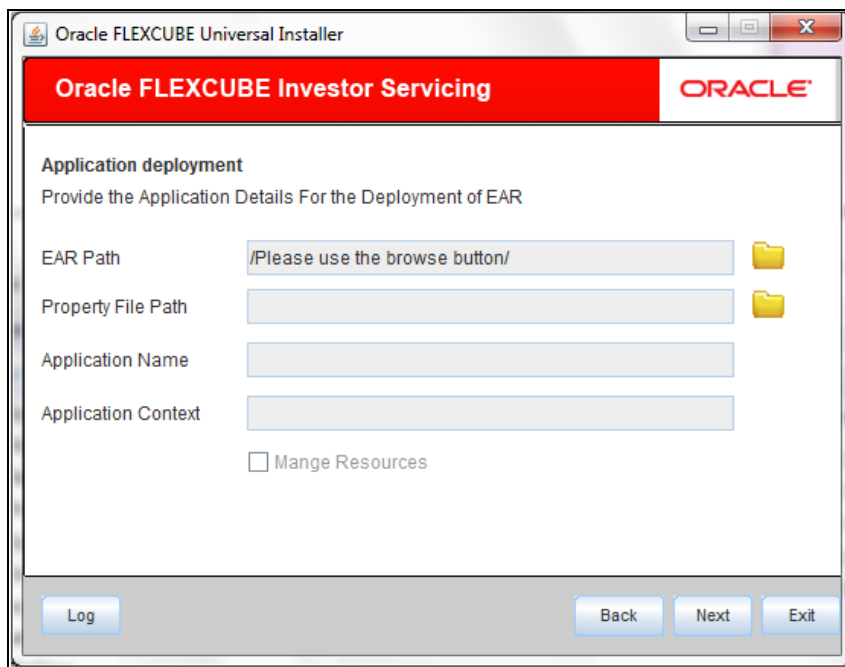 Oracle FLEXCUBE Universal Installer
Oracle FLEXCUBE Investor Servicing
ORACLE
Application deployment
Provide the Application Details For the Deployment of EAR
EAR Path
/Please use the browse button/
Property File Path
Application Name
Application Context
Mange Resources
Log
Back
Next
Exit